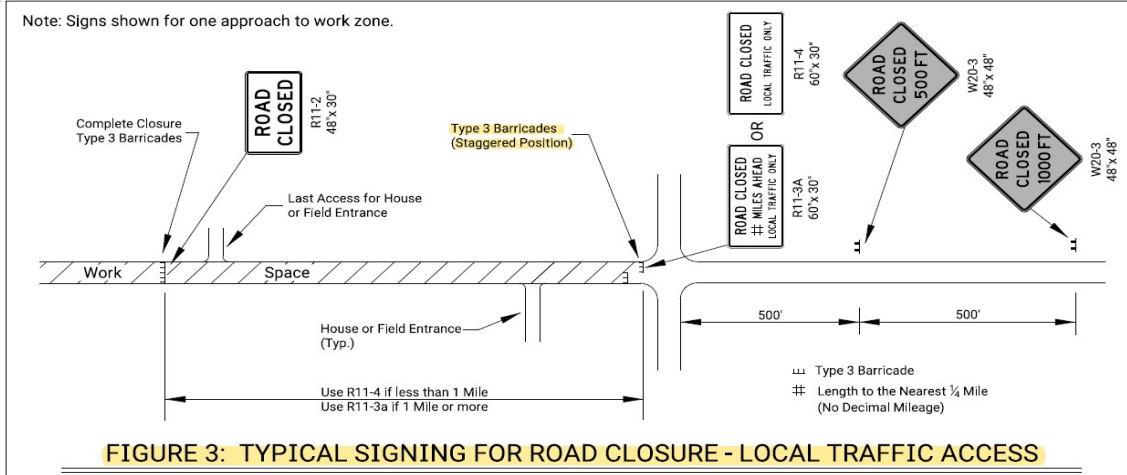 Note: Signs shown for one approach to work zone.
Complete Closure
Type 3 Barricades
ROAD
CLOSED
R11-2
48"x 30"
Last Access for House
or Field Entrance
Type 3 Barricades
(Staggered Position)
ROAD CLOSED
LOCAL TRAFFIC ONLY
R11-4
60"x 30"
OR
ROAD CLOSED
# MILES AHEAD
LOCAL TRAFFIC ONLY
R11-3A
60"x 30"
ROAD
CLOSED
500 FT
W20-3
48"x 48"
ROAD
CLOSED
1000 FT
W20-3
48"x 48"
Work
Space
House or Field Entrance
(Typ.)
500'
500'
Type 3 Barricade
# Length to the Nearest ¼ Mile
(No Decimal Mileage)
Use R11-4 if less than 1 Mile
Use R11-3a if 1 Mile or more
FIGURE 3: TYPICAL SIGNING FOR ROAD CLOSURE - LOCAL TRAFFIC ACCESS